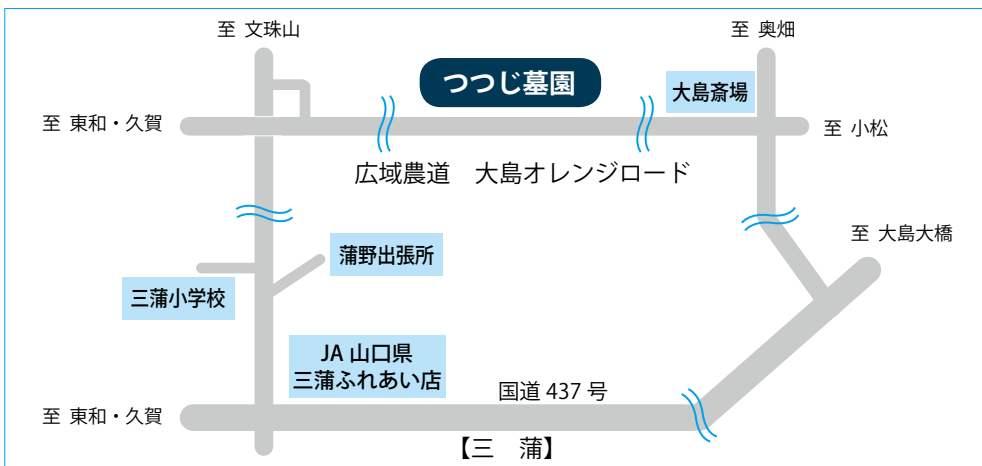 至 文珠山
至 奥畑
つつじ墓園
大島斎場
至 東和・久賀
至 小松
広域農道　大島オレンジロード
至 大島大橋
蒲野出張所
三蒲小学校
JA 山口県
三蒲ふれあい店
国道 437 号
至 東和・久賀
【三　蒲】